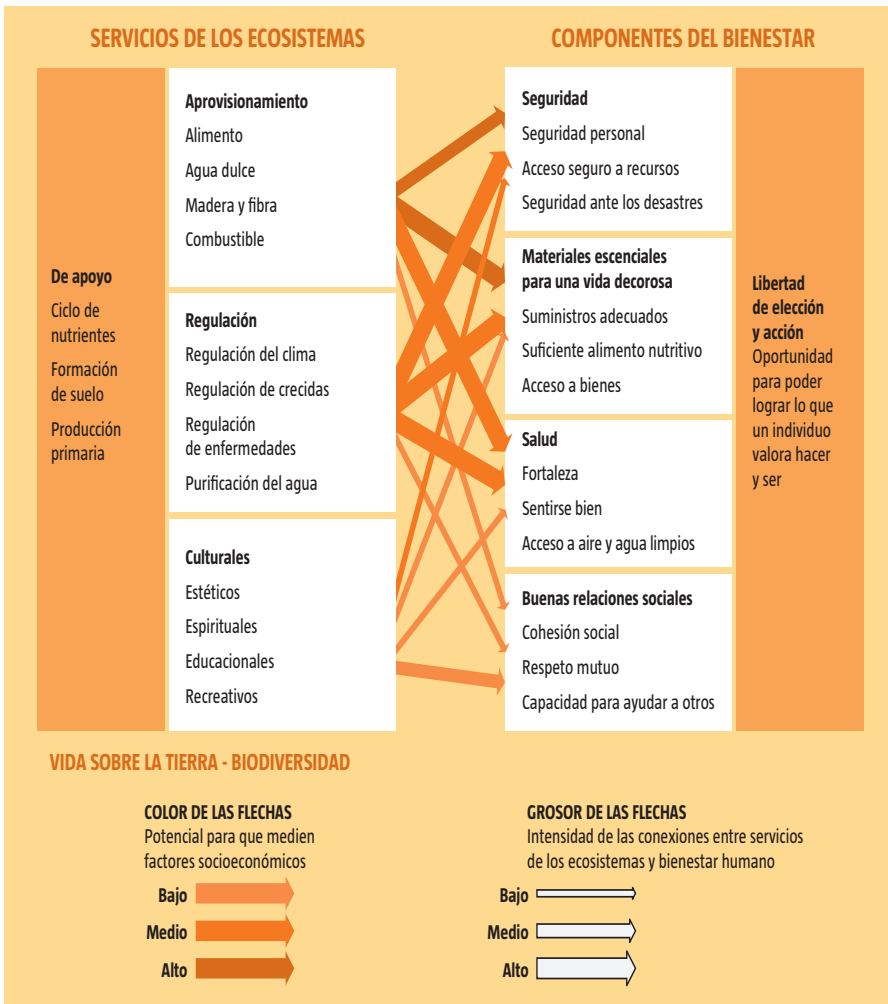 SERVICIOS DE LOS ECOSISTEMAS
COMPONENTES DEL BIENESTAR
De apoyo
Ciclo de
nutrientes
Formación
de suelo
Producción
primaria
Aprovisionamiento
Alimento
Agua dulce
Madera y fibra
Combustible
Regulación
Regulación del clima
Regulación de crecidas
Regulación
de enfermedades
Purificación del agua
Culturales
Estéticos
Espirituales
Educacionales
Recreativos
Seguridad
Seguridad personal
Acceso seguro a recursos
Seguridad ante los desastres
Materiales escenciales
para una vida decorosa
Suministros adecuados
Suficiente alimento nutritivo
Acceso a bienes
Salud
Fortaleza
Sentirse bien
Acceso a aire y agua limpios
Buenas relaciones sociales
Cohesión social
Respeto mutuo
Capacidad para ayudar a otros
Libertad
de elección
y acción
Oportunidad
para poder
lograr lo que
un individuo
valora hacer
y ser
VIDA SOBRE LA TIERRA - BIODIVERSIDAD
COLOR DE LAS FLECHAS
Potencial para que medien
factores socioeconómicos
Bajo
Medio
Alto
GROSOR DE LAS FLECHAS
Intensidad de las conexiones entre servicios
de los ecosistemas y bienestar humano
Bajo
Medio
Alto